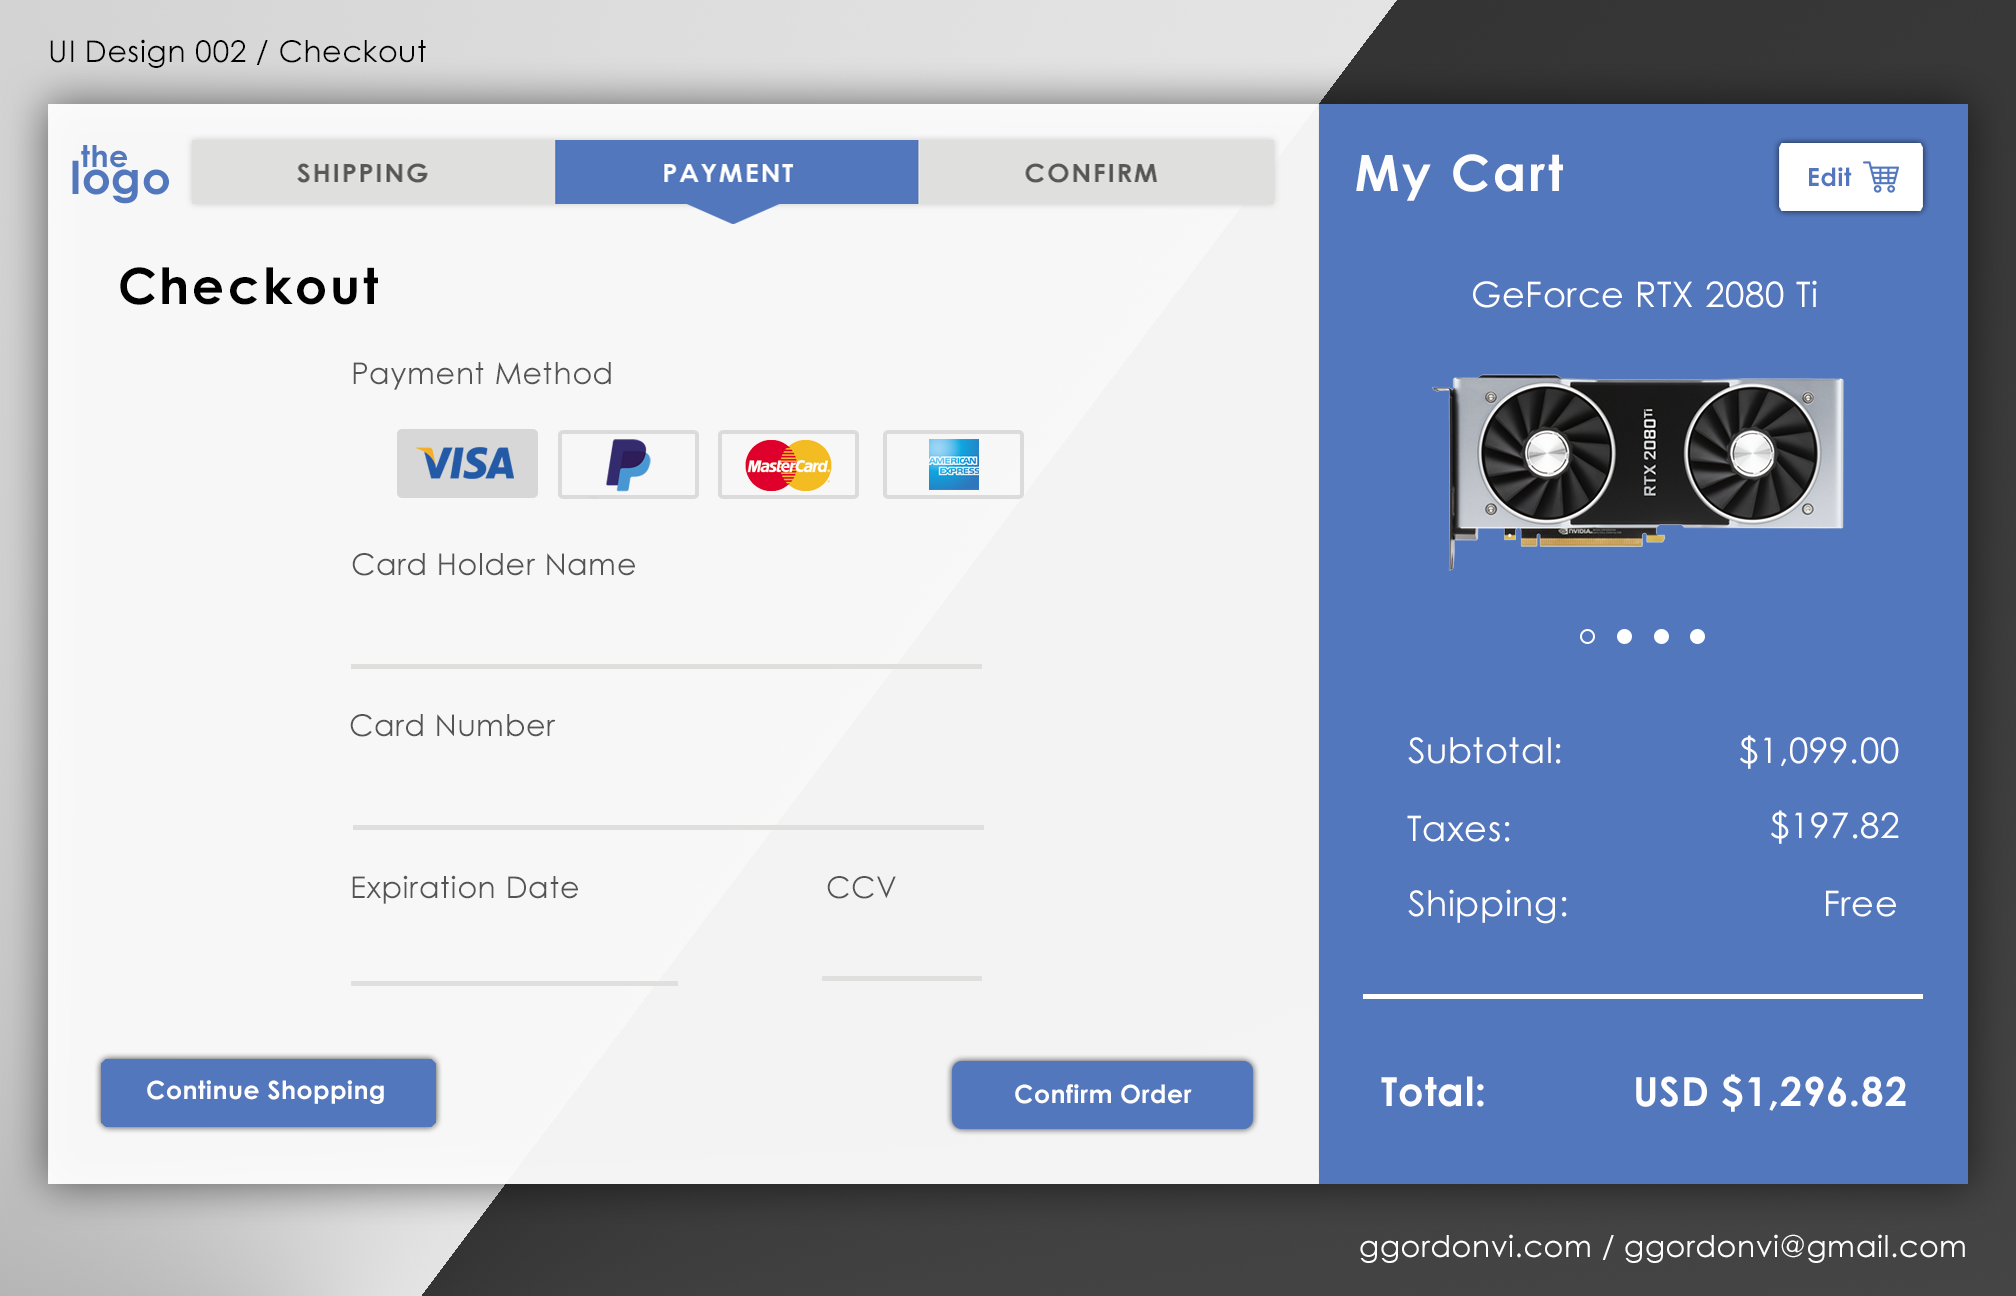 UI Design 002 / Checkout
the
logo
SHIPPING
PAYMENT
CONFIRM
Checkout
Payment Method
VISA
MasterCard
AMERICAN
EXPRESS
Card Holder Name
Card Number
Expiration Date
CCV
Continue Shopping
Confirm Order
My Cart
Edit
GeForce RTX 2080 Ti
RTX 2080Ti
NVIDIA
Subtotal: $1,099.00
Taxes: $197.82
Shipping: Free
Total: USD $1,296.82
ggordonvi.com / ggordonvi@gmail.com